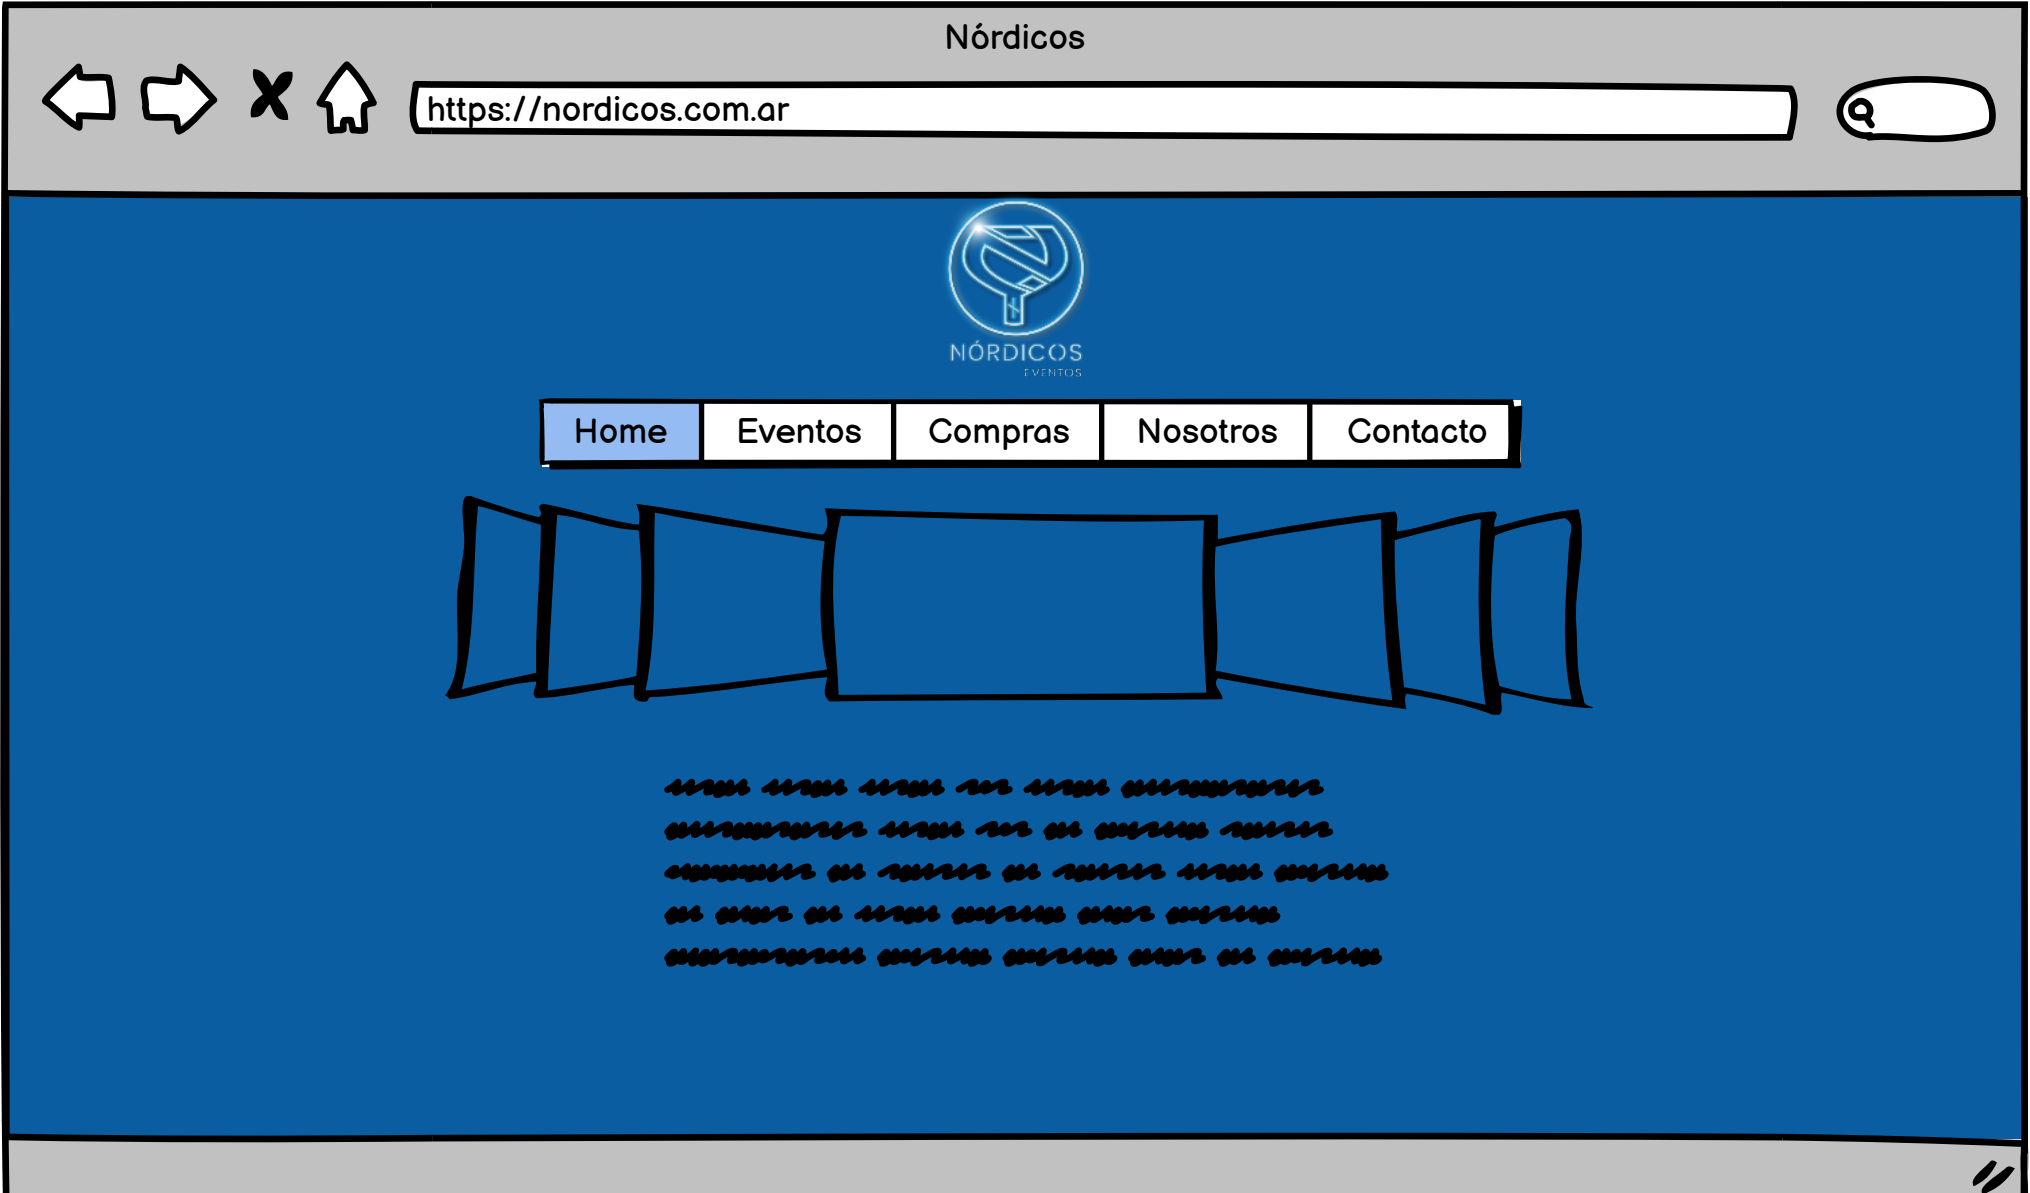 Nórdicos
https://nordicos.com.ar
NÓRDICOS
EVENTOS
Home Eventos Compras Nosotros Contacto